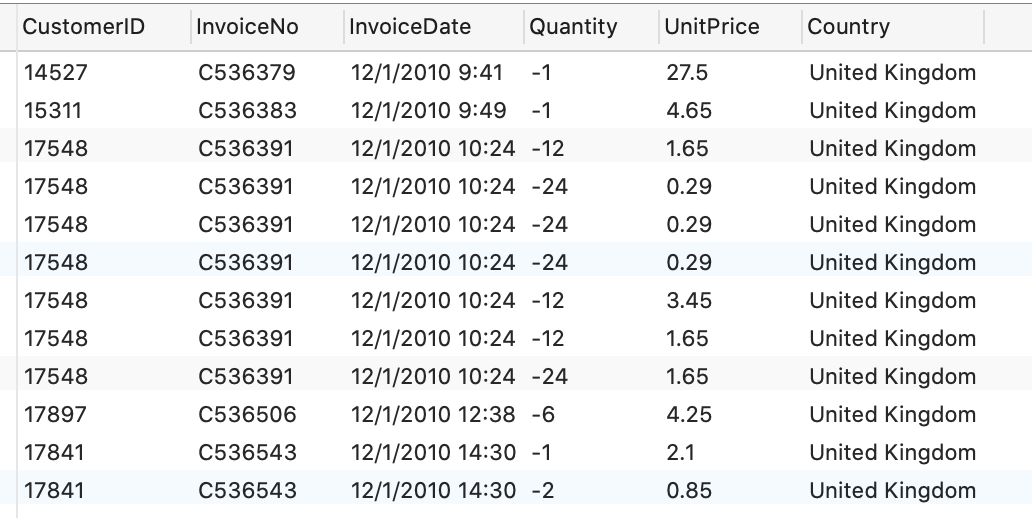 CustomerID InvoiceNo InvoiceDate Quantity UnitPrice Country
14527 C536379 12/1/2010 9:41 -1 27.5 United Kingdom
15311 C536383 12/1/2010 9:49 -1 4.65 United Kingdom
17548 C536391 12/1/2010 10:24 -12 1.65 United Kingdom
17548 C536391 12/1/2010 10:24 -24 0.29 United Kingdom
17548 C536391 12/1/2010 10:24 -24 0.29 United Kingdom
17548 C536391 12/1/2010 10:24 -24 0.29 United Kingdom
17548 C536391 12/1/2010 10:24 -12 3.45 United Kingdom
17548 C536391 12/1/2010 10:24 -12 1.65 United Kingdom
17548 C536391 12/1/2010 10:24 -24 1.65 United Kingdom
17897 C536506 12/1/2010 12:38 -6 4.25 United Kingdom
17841 C536543 12/1/2010 14:30 -1 2.1 United Kingdom
17841 C536543 12/1/2010 14:30 -2 0.85 United Kingdom